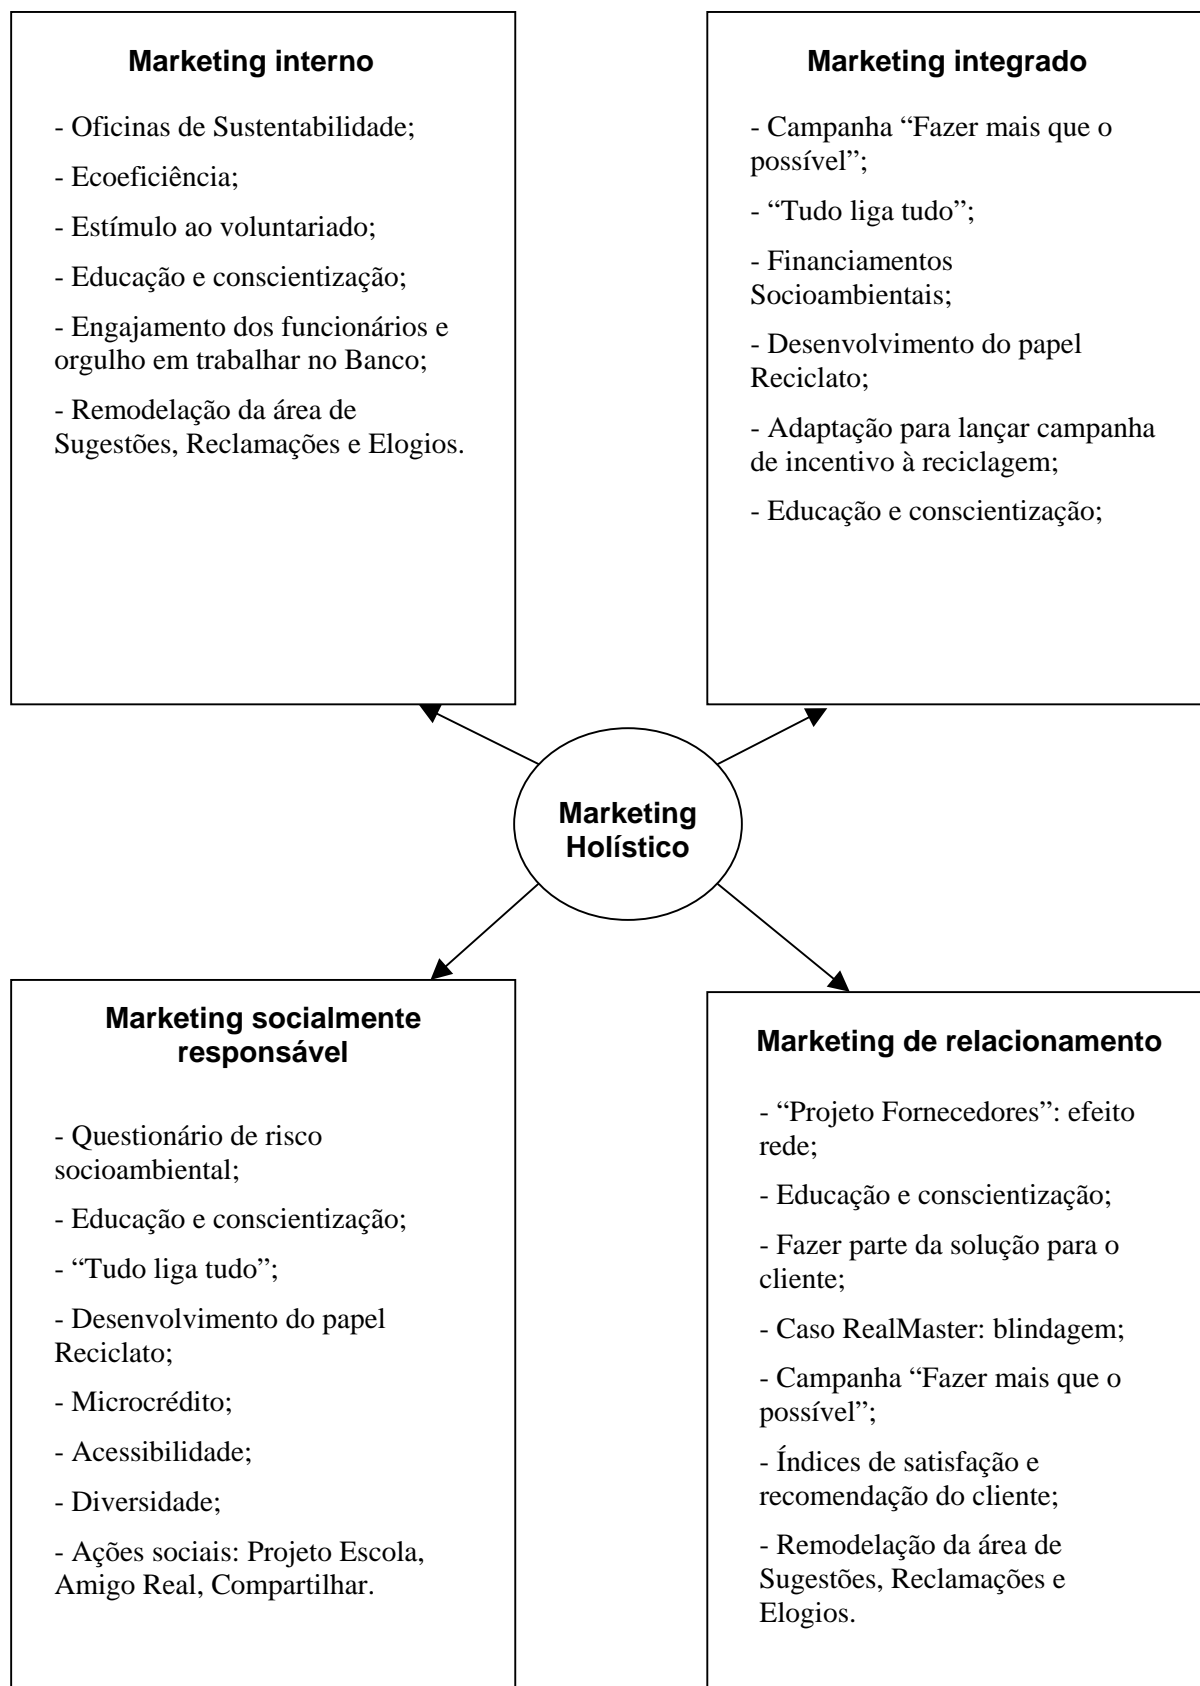 Marketing interno
- Oficinas de Sustentabilidade;
- Ecoeficiência;
- Estímulo ao voluntariado;
- Educação e conscientização;
- Engajamento dos funcionários e
orgulho em trabalhar no Banco;
- Remodelação da área de
Sugestões, Reclamações e Elogios.
Marketing integrado
- Campanha “Fazer mais que o
possível”;
- “Tudo liga tudo”;
- Financiamentos
Socioambientais;
- Desenvolvimento do papel
Reciclato;
- Adaptação para lançar campanha
de incentivo à reciclagem;
- Educação e conscientização;
Marketing
Holístico
Marketing socialmente
responsável
- Questionário de risco
socioambiental;
- Educação e conscientização;
- “Tudo liga tudo”;
- Desenvolvimento do papel
Reciclato;
- Microcrédito;
- Acessibilidade;
- Diversidade;
- Ações sociais: Projeto Escola,
Amigo Real, Compartilhar.
Marketing de relacionamento
- “Projeto Fornecedores”: efeito
rede;
- Educação e conscientização;
- Fazer parte da solução para o
cliente;
- Caso RealMaster: blindagem;
- Campanha “Fazer mais que o
possível”;
- Índices de satisfação e
recomendação do cliente;
- Remodelação da área de
Sugestões, Reclamações e
Elogios.